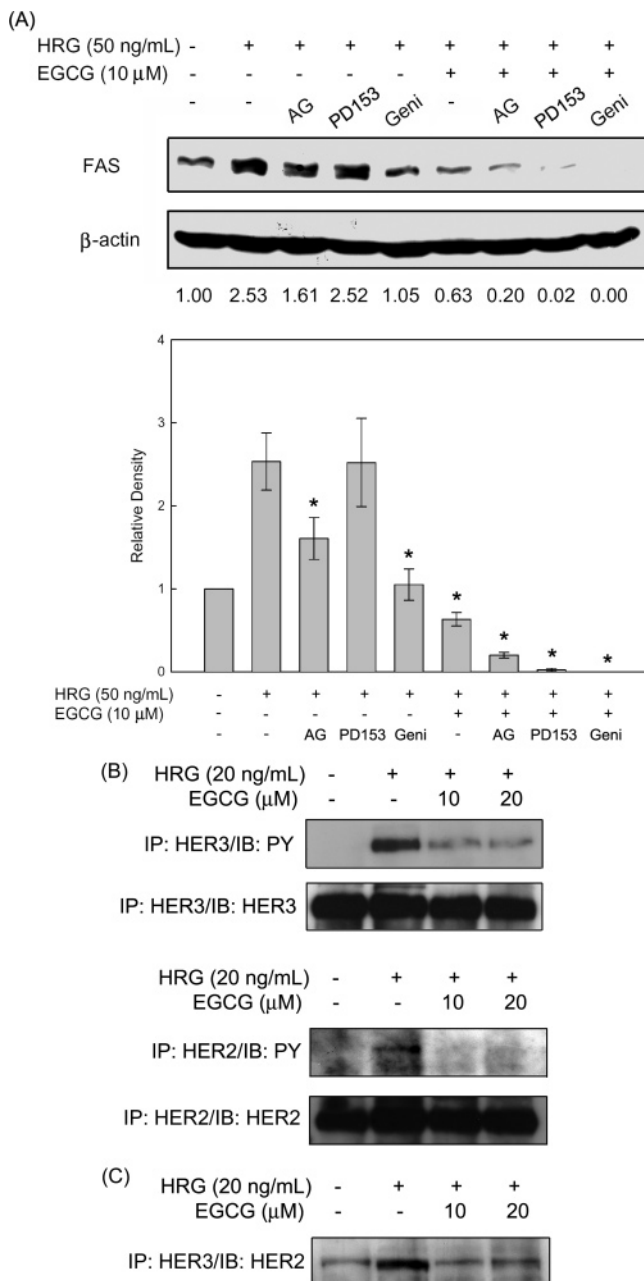 (A)
HRG (50 ng/mL) - + + + + + + + +
EGCG (10 μM) - - - - - + + + +
- - AG PD153 Geni - AG PD153 Geni
FAS
β-actin
1.00 2.53 1.61 2.52 1.05 0.63 0.20 0.02 0.00
4
3
2
1
0
Relative Density
* * * * * *
HRG (50 ng/mL) - + + + + + + + +
EGCG (10 μM) - - - - - + + + +
- - AG PD153 Geni - AG PD153 Geni
(B)
HRG (20 ng/mL) - + + +
EGCG (μM) - - 10 20
IP: HER3/IB: PY
IP: HER3/IB: HER3
HRG (20 ng/mL) - + + +
EGCG (μM) - - 10 20
IP: HER2/IB: PY
IP: HER2/IB: HER2
(C)
HRG (20 ng/mL) - + + +
EGCG (μM) - - 10 20
IP: HER3/IB: HER2